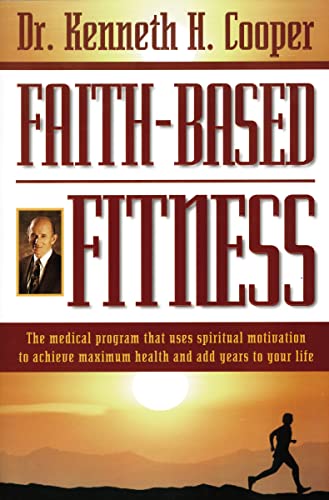 Dr. Kenneth H. Cooper
FAITH-BASED
FITNESS
The medical program that uses spiritual motivation
to achieve maximum health and add years to your life